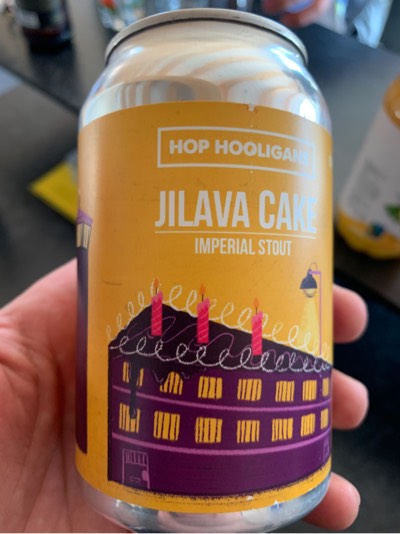 HOP HOOLIGANS
JILAVA CAKE
IMPERIAL STOUT